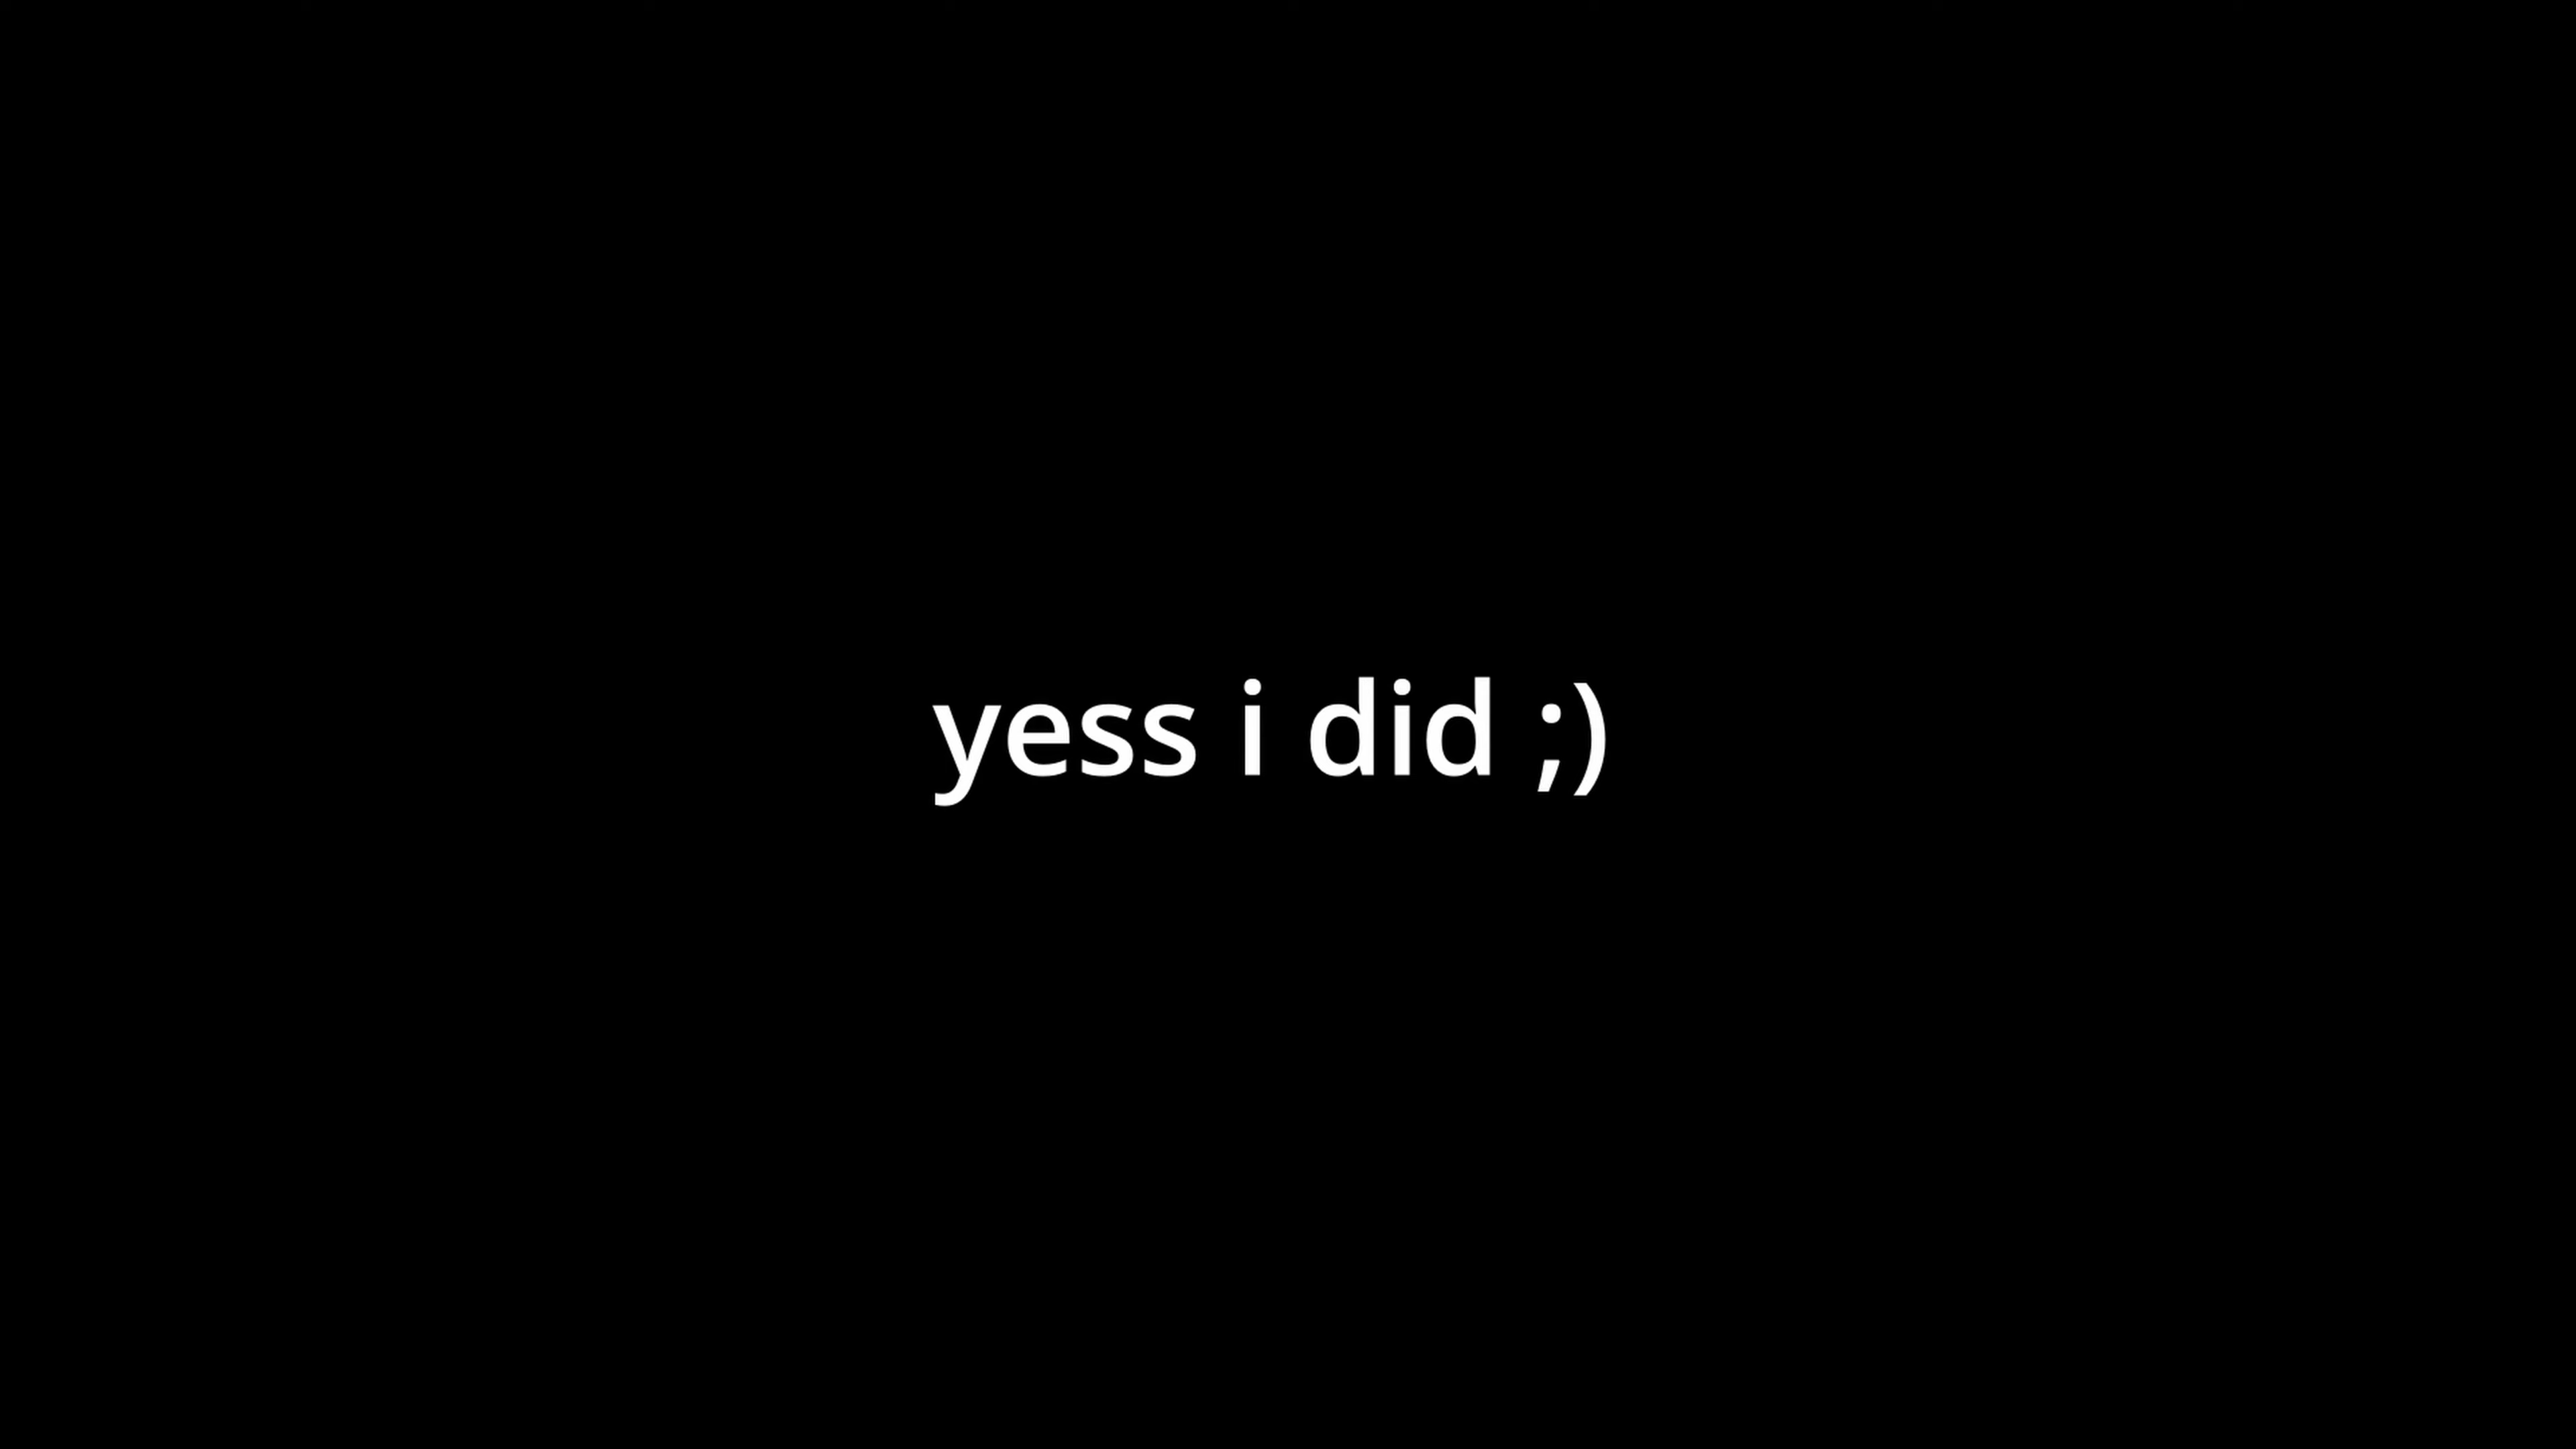 yess i did ;)